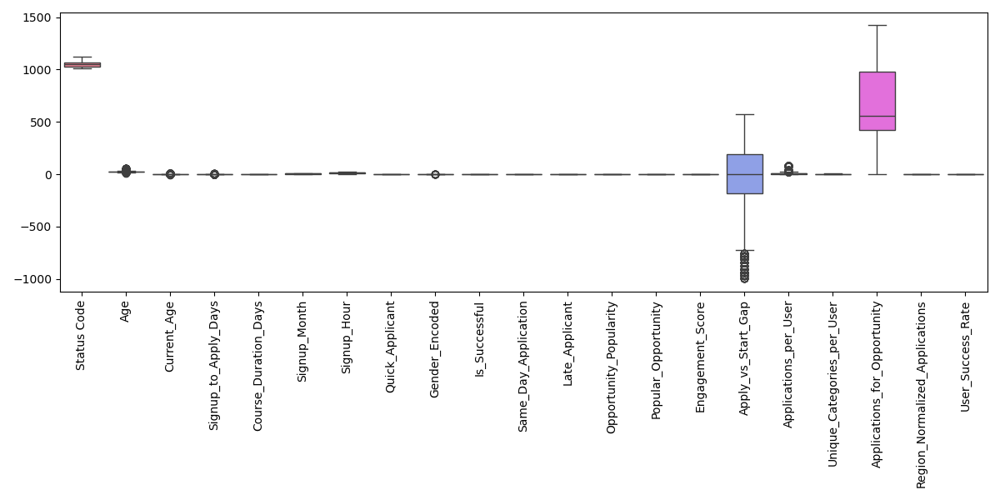 1500
1000
500
0
−500
−1000
Status Code
Age
Current_Age
Signup_to_Apply_Days
Course_Duration_Days
Signup_Month
Signup_Hour
Quick_Applicant
Gender_Encoded
Is_Successful
Same_Day_Application
Late_Applicant
Opportunity_Popularity
Popular_Opportunity
Engagement_Score
Apply_vs_Start_Gap
Applications_per_User
Unique_Categories_per_User
Applications_for_Opportunity
Region_Normalized_Applications
User_Success_Rate